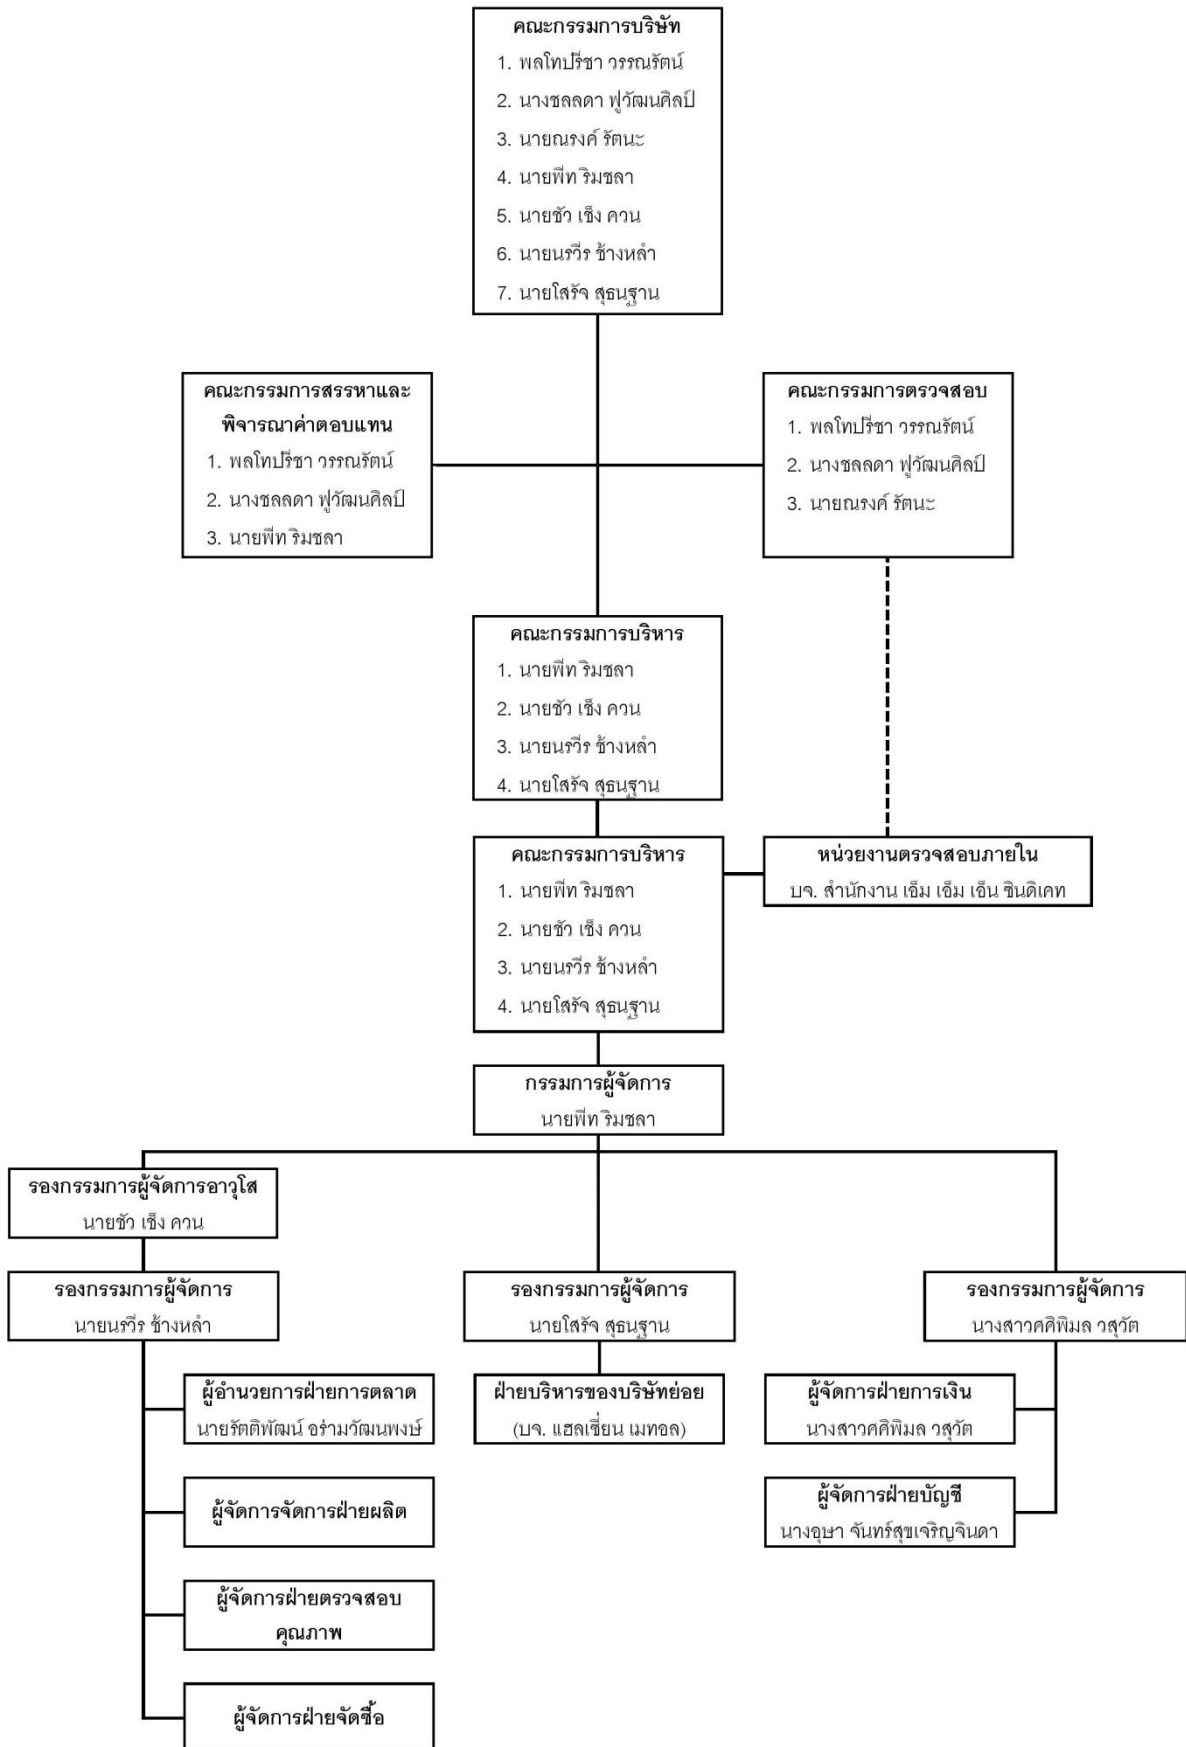 คณะกรรมการบริษัท
1. พลโทปรีชา วรรณรัตน์
2. นางชลลดา ฟูวัฒนศิลป์
3. นายณรงค์ รัตนะ
4. นายพีท ริมชลา
5. นายชัว เช็ง ควน
6. นายนรวีร ช้างหลำ
7. นายโสรัจ สุธนฐาน
คณะกรรมการสรรหาและ
พิจารณาค่าตอบแทน
1. พลโทปรีชา วรรณรัตน์
2. นางชลลดา ฟูวัฒนศิลป์
3. นายพีท ริมชลา
คณะกรรมการตรวจสอบ
1. พลโทปรีชา วรรณรัตน์
2. นางชลลดา ฟูวัฒนศิลป์
3. นายณรงค์ รัตนะ
คณะกรรมการบริหาร
1. นายพีท ริมชลา
2. นายชัว เช็ง ควน
3. นายนรวีร ช้างหลำ
4. นายโสรัจ สุธนฐาน
คณะกรรมการบริหาร
1. นายพีท ริมชลา
2. นายชัว เช็ง ควน
3. นายนรวีร ช้างหลำ
4. นายโสรัจ สุธนฐาน
หน่วยงานตรวจสอบภายใน
บจ. สำนักงาน เอ็ม เอ็ม เอ็น ซินดิเคท
กรรมการผู้จัดการ
นายพีท ริมชลา
รองกรรมการผู้จัดการอาวุโส
นายชัว เช็ง ควน
รองกรรมการผู้จัดการ
นายนรวีร ช้างหลำ
รองกรรมการผู้จัดการ
นายโสรัจ สุธนฐาน
รองกรรมการผู้จัดการ
นางสาวศศิพิมล วสุวัต
ผู้อำนวยการฝ่ายการตลาด
นายรัตติพัฒน์ อร่ามวัฒนพงษ์
ฝ่ายบริหารของบริษัทย่อย
(บจ. แฮลเซี่ยน เมททอล)
ผู้จัดการฝ่ายการเงิน
นางสาวศศิพิมล วสุวัต
ผู้จัดการจัดการฝ่ายผลิต
ผู้จัดการฝ่ายบัญชี
นางอุษา จันทร์สุขเจริญจินดา
ผู้จัดการฝ่ายตรวจสอบ
คุณภาพ
ผู้จัดการฝ่ายจัดซื้อ